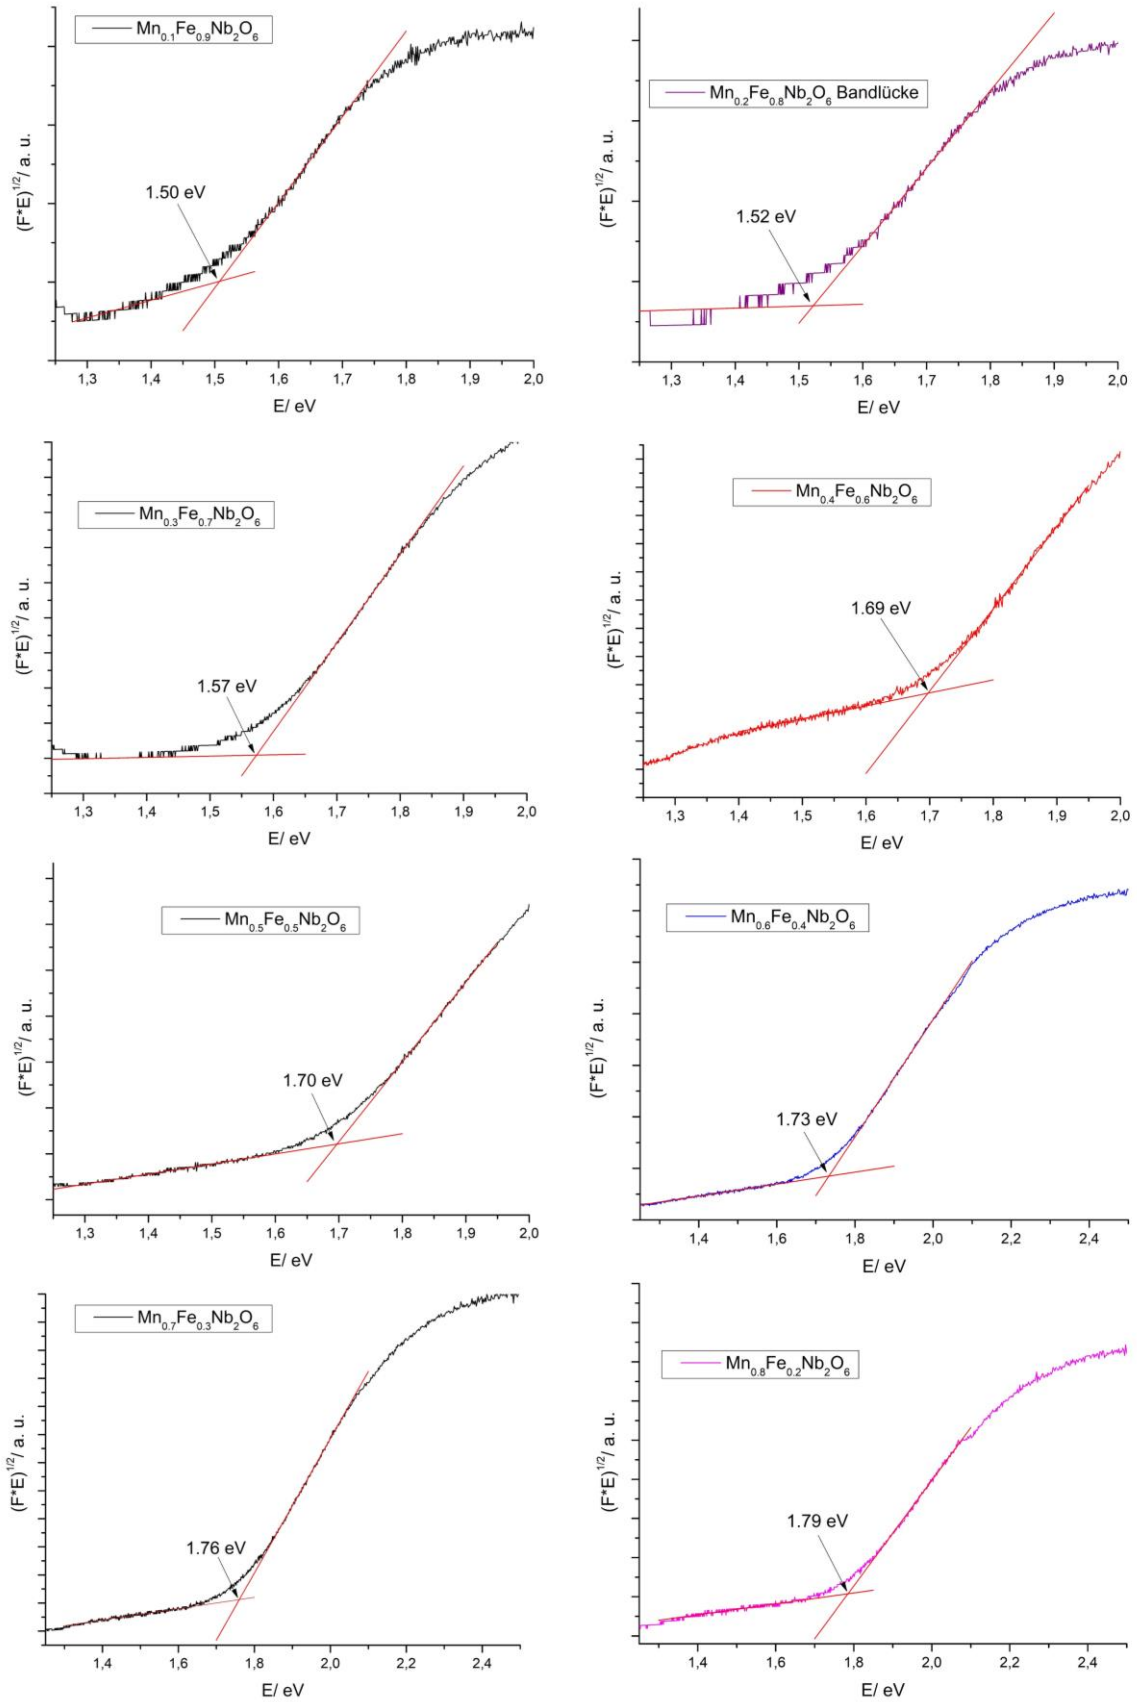 Mn0.1Fe0.9Nb2O6
(F*E)1/2/ a. u.
1.50 eV
1,3 1,4 1,5 1,6 1,7 1,8 1,9 2,0
E/ eV
Mn0.2Fe0.8Nb2O6 Bandlücke
(F*E)1/2/ a. u.
1.52 eV
1,3 1,4 1,5 1,6 1,7 1,8 1,9 2,0
E/ eV
Mn0.3Fe0.7Nb2O6
(F*E)1/2/ a. u.
1.57 eV
1,3 1,4 1,5 1,6 1,7 1,8 1,9 2,0
E/ eV
Mn0.4Fe0.6Nb2O6
(F*E)1/2/ a. u.
1.69 eV
1,3 1,4 1,5 1,6 1,7 1,8 1,9 2,0
E/ eV
Mn0.5Fe0.5Nb2O6
(F*E)1/2/ a. u.
1.70 eV
1,3 1,4 1,5 1,6 1,7 1,8 1,9 2,0
E/ eV
Mn0.6Fe0.4Nb2O6
(F*E)1/2/ a. u.
1.73 eV
1,4 1,6 1,8 2,0 2,2 2,4
E/ eV
Mn0.7Fe0.3Nb2O6
(F*E)1/2/ a. u.
1.76 eV
1,4 1,6 1,8 2,0 2,2 2,4
E/ eV
Mn0.8Fe0.2Nb2O6
(F*E)1/2/ a. u.
1.79 eV
1,4 1,6 1,8 2,0 2,2 2,4
E/ eV